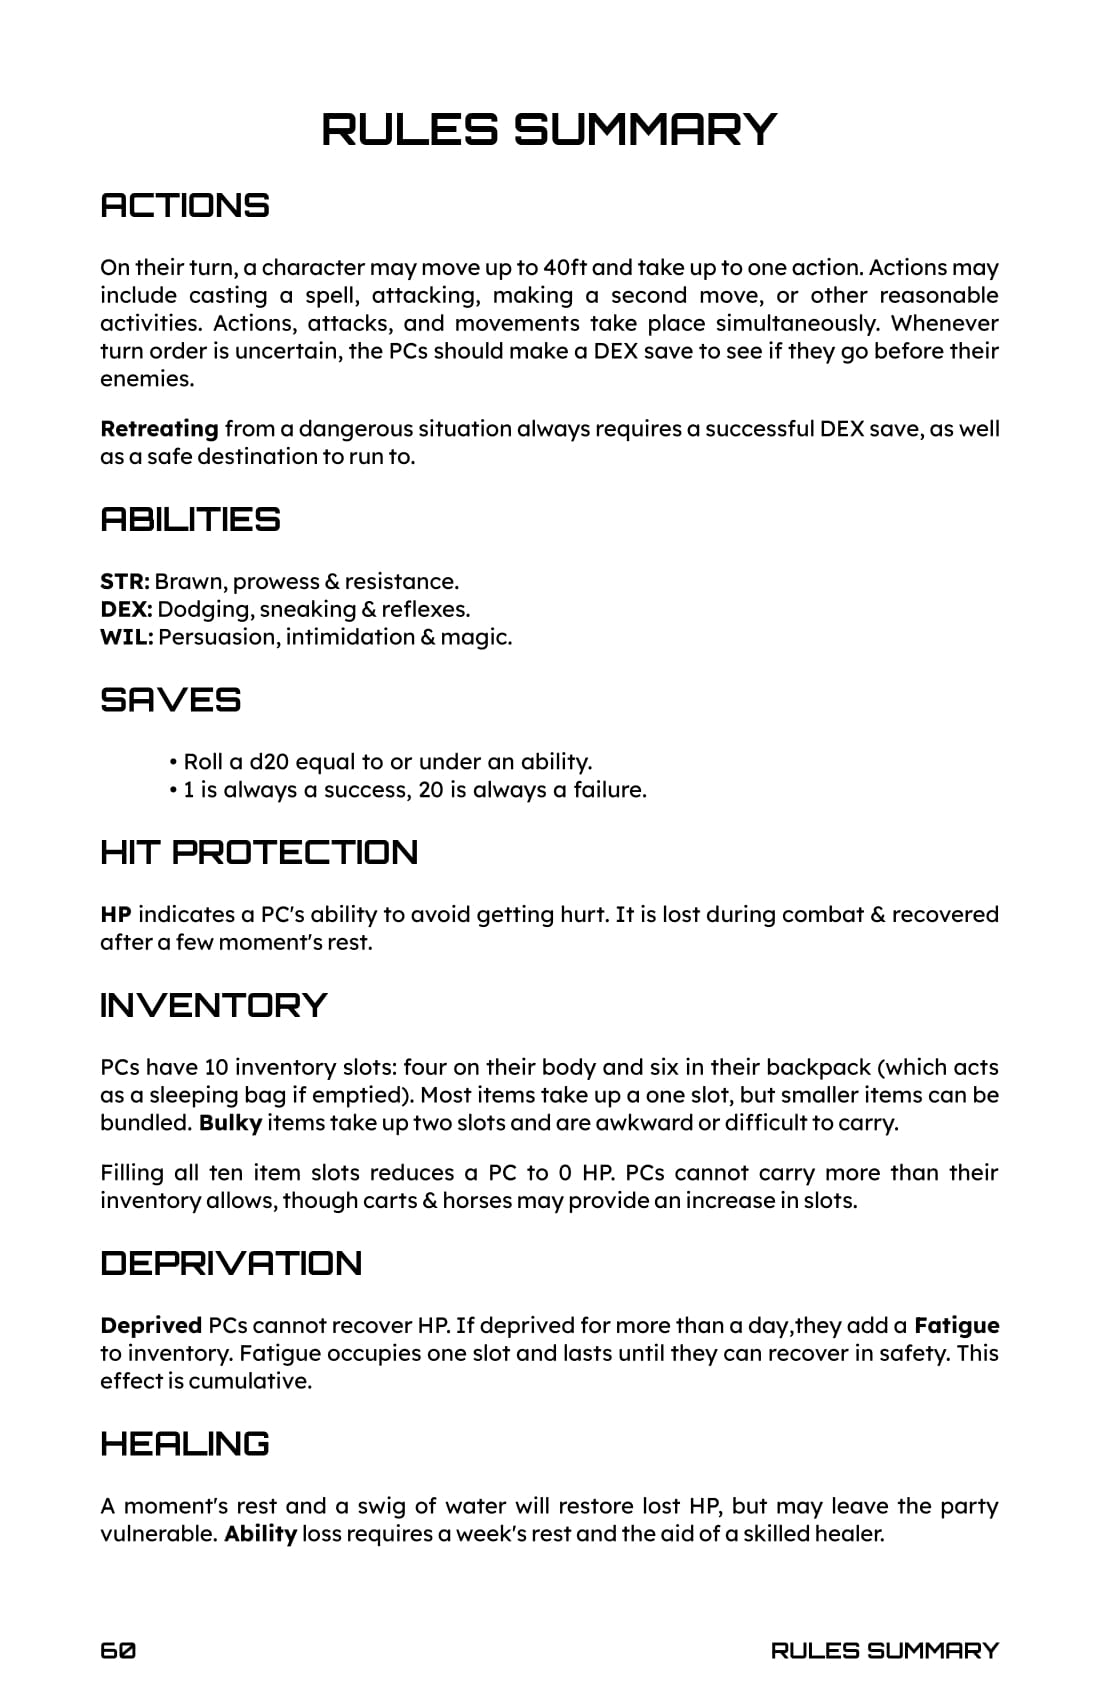 RULES SUMMARY
ACTIONS
On their turn, a character may move up to 40ft and take up to one action. Actions may
include casting a spell, attacking, making a second move, or other reasonable
activities. Actions, attacks, and movements take place simultaneously. Whenever
turn order is uncertain, the PCs should make a DEX save to see if they go before their
enemies.
Retreating from a dangerous situation always requires a successful DEX save, as well
as a safe destination to run to.
ABILITIES
STR: Brawn, prowess & resistance.
DEX: Dodging, sneaking & reflexes.
WIL: Persuasion, intimidation & magic.
SAVES
• Roll a d20 equal to or under an ability.
• 1 is always a success, 20 is always a failure.
HIT PROTECTION
HP indicates a PC's ability to avoid getting hurt. It is lost during combat & recovered
after a few moment's rest.
INVENTORY
PCs have 10 inventory slots: four on their body and six in their backpack (which acts
as a sleeping bag if emptied). Most items take up a one slot, but smaller items can be
bundled. Bulky items take up two slots and are awkward or difficult to carry.
Filling all ten item slots reduces a PC to 0 HP. PCs cannot carry more than their
inventory allows, though carts & horses may provide an increase in slots.
DEPRIVATION
Deprived PCs cannot recover HP. If deprived for more than a day,they add a Fatigue
to inventory. Fatigue occupies one slot and lasts until they can recover in safety. This
effect is cumulative.
HEALING
A moment's rest and a swig of water will restore lost HP, but may leave the party
vulnerable. Ability loss requires a week's rest and the aid of a skilled healer.
60
RULES SUMMARY